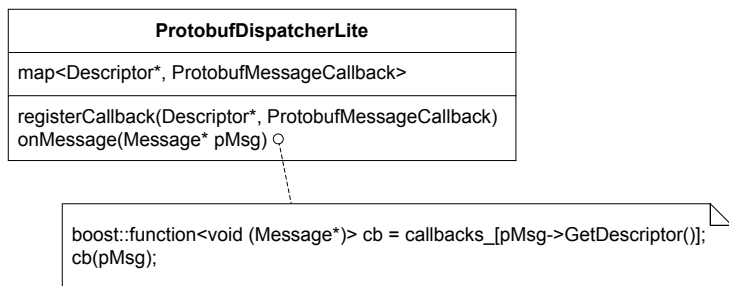 ProtobufDispatcherLite
map<Descriptor*, ProtobufMessageCallback>
registerCallback(Descriptor*, ProtobufMessageCallback)
onMessage(Message* pMsg)
boost::function<void (Message*)> cb = callbacks_[pMsg->GetDescriptor()];
cb(pMsg);